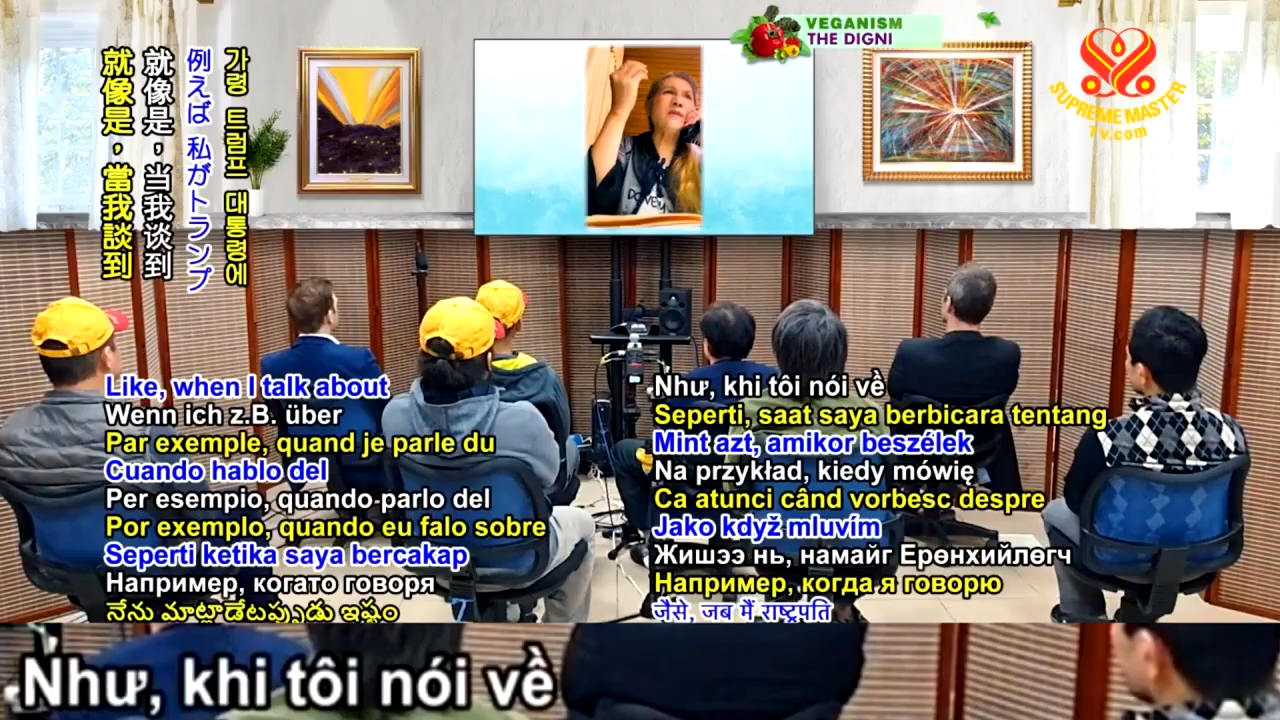 VEGANISM
THE DIGNI
SUPREME MASTER
TV.com
就像是，當我談到
就像是，当我谈到
例えば 私がトランプ
가령 트럼프 대통령에
Like, when I talk about
Wenn ich z.B. über
Par exemple, quand je parle du
Cuando hablo del
Per esempio, quando parlo del
Por exemplo, quando eu falo sobre
Seperti ketika saya bercakap
Например, когато говоря
నేను మాట్లాడేటప్పుడు ఇష్టం
Như, khi tôi nói về
Seperti, saat saya berbicara tentang
Mint azt, amikor beszélek
Na przykład, kiedy mówię
Ca atunci când vorbesc despre
Jako když mluvím
Жишээ нь, намайг Ерөнхийлөгч
Например, когда я говорю
जैसे, जब मैं राष्ट्रपति
Như, khi tôi nói về